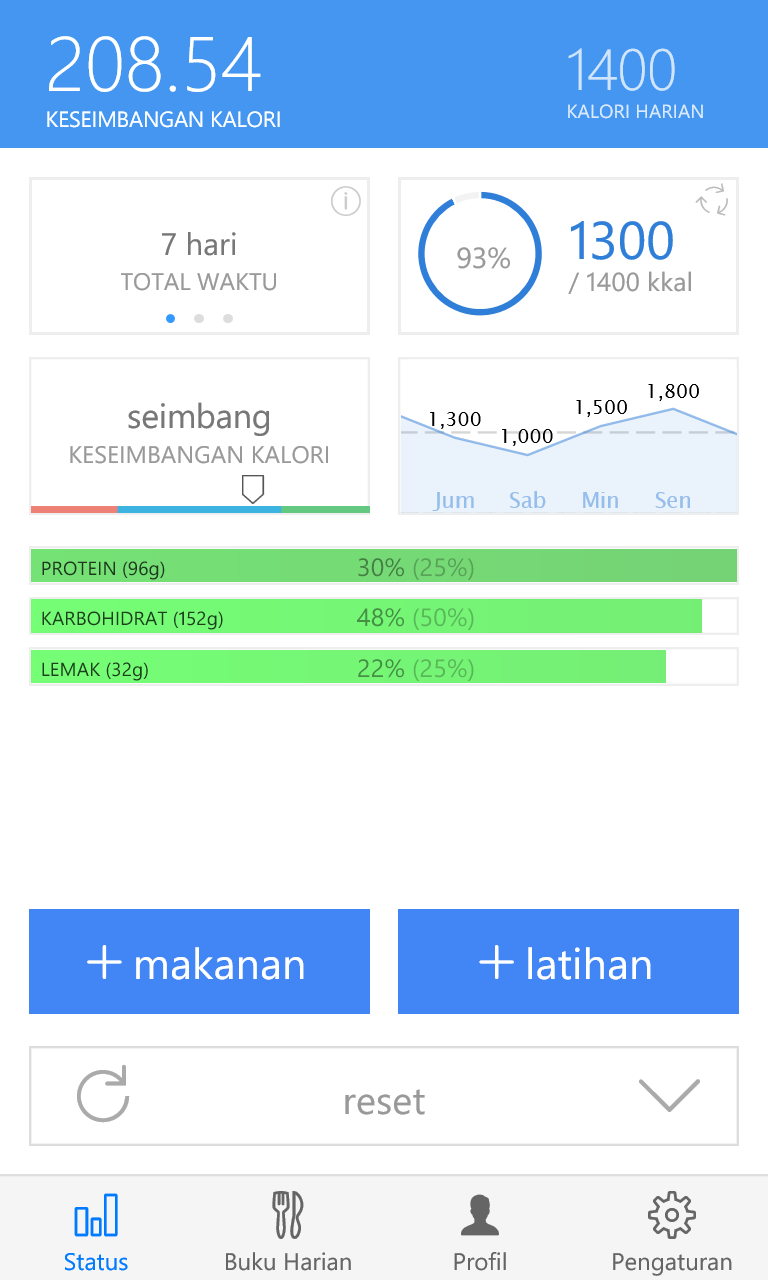 208.54
KESEIMBANGAN KALORI
1400
KALORI HARIAN
7 hari
TOTAL WAKTU
93%
1300
/ 1400 kkal
seimbang
KESEIMBANGAN KALORI
1,300
1,000
1,500
1,800
Jum Sab Min Sen
PROTEIN (96g) 30% (25%)
KARBOHIDRAT (152g) 48% (50%)
LEMAK (32g) 22% (25%)
+ makanan
+ latihan
reset
Status
Buku Harian
Profil
Pengaturan